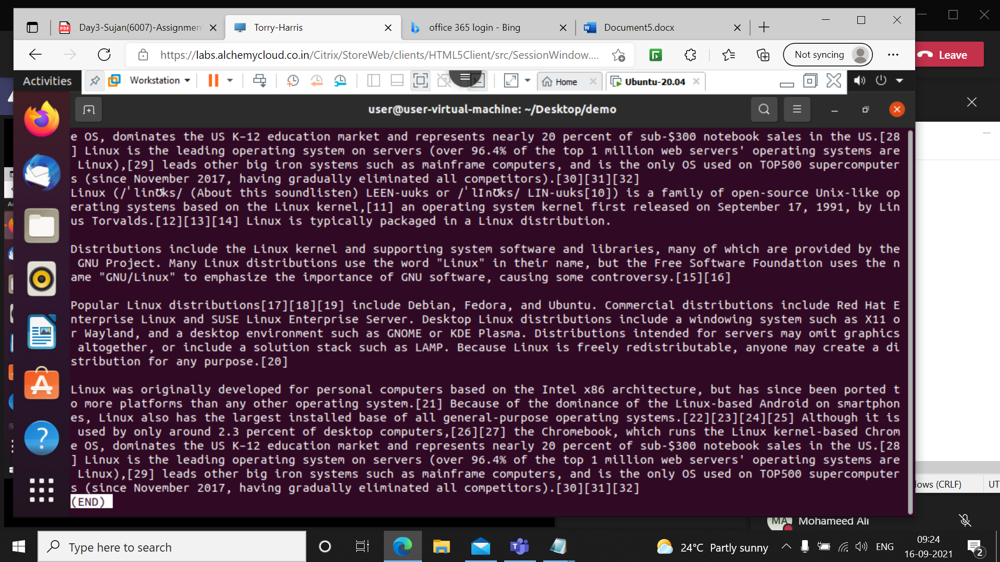 Day3-Sujan(6007)-Assignmen
Torry-Harris
office 365 login - Bing
Document5.docx
https://labs.alchemycloud.co.in/Citrix/StoreWeb/clients/HTML5Client/src/SessionWindow....
Not syncing
Leave
Activities
Workstation
Home
Ubuntu-20.04
user@user-virtual-machine: ~/Desktop/demo
e OS, dominates the US K–12 education market and represents nearly 20 percent of sub-$300 notebook sales in the US.[28
] Linux is the leading operating system on servers (over 96.4% of the top 1 million web servers' operating systems are
Linux),[29] leads other big iron systems such as mainframe computers, and is the only OS used on TOP500 supercomputer
s (since November 2017, having gradually eliminated all competitors).[30][31][32]
Linux (/ˈlinʊks/ (About this soundlisten) LEEN-uuks or /ˈlɪnʊks/ LIN-uuks[10]) is a family of open-source Unix-like op
erating systems based on the Linux kernel,[11] an operating system kernel first released on September 17, 1991, by Lin
us Torvalds.[12][13][14] Linux is typically packaged in a Linux distribution.
Distributions include the Linux kernel and supporting system software and libraries, many of which are provided by the
GNU Project. Many Linux distributions use the word "Linux" in their name, but the Free Software Foundation uses the n
ame "GNU/Linux" to emphasize the importance of GNU software, causing some controversy.[15][16]
Popular Linux distributions[17][18][19] include Debian, Fedora, and Ubuntu. Commercial distributions include Red Hat E
nterprise Linux and SUSE Linux Enterprise Server. Desktop Linux distributions include a windowing system such as X11 o
r Wayland, and a desktop environment such as GNOME or KDE Plasma. Distributions intended for servers may omit graphics
altogether, or include a solution stack such as LAMP. Because Linux is freely redistributable, anyone may create a di
stribution for any purpose.[20]
Linux was originally developed for personal computers based on the Intel x86 architecture, but has since been ported t
o more platforms than any other operating system.[21] Because of the dominance of the Linux-based Android on smartphon
es, Linux also has the largest installed base of all general-purpose operating systems.[22][23][24][25] Although it is
used by only around 2.3 percent of desktop computers,[26][27] the Chromebook, which runs the Linux kernel-based Chrom
e OS, dominates the US K–12 education market and represents nearly 20 percent of sub-$300 notebook sales in the US.[28
] Linux is the leading operating system on servers (over 96.4% of the top 1 million web servers' operating systems are
Linux),[29] leads other big iron systems such as mainframe computers, and is the only OS used on TOP500 supercomputer
s (since November 2017, having gradually eliminated all competitors).[30][31][32]
(END)
lows (CRLF)
UT
MA
Mohameed Ali
Type here to search
24°C Partly sunny
ENG
09:24
16-09-2021
2